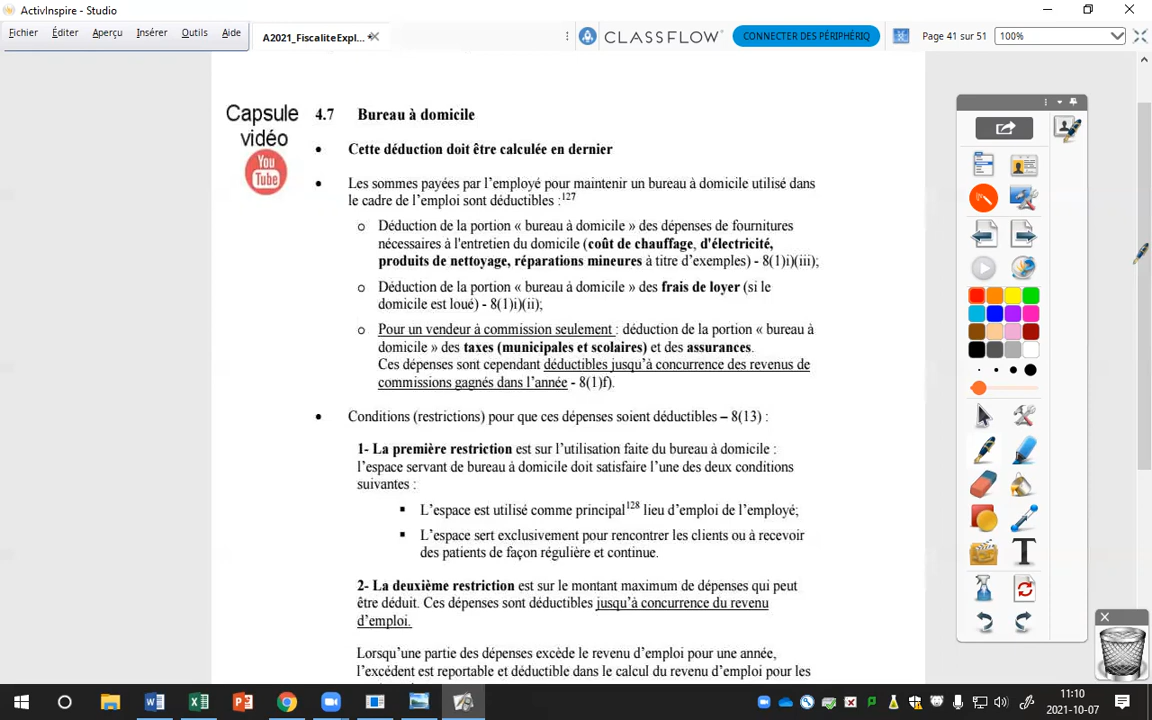 ActivInspire - Studio
Fichier Éditer Aperçu Insérer Outils Aide
A2021_FiscaliteExpl...
CLASSFLOW
CONNECTER DES PÉRIPHÉRIQ
Page 41 sur 51
100%
Capsule
vidéo
You
Tube
4.7 Bureau à domicile
• Cette déduction doit être calculée en dernier
• Les sommes payées par l'employé pour maintenir un bureau à domicile utilisé dans
le cadre de l'emploi sont déductibles :127
o Déduction de la portion « bureau à domicile » des dépenses de fournitures
nécessaires à l'entretien du domicile (coût de chauffage, d'électricité,
produits de nettoyage, réparations mineures à titre d'exemples) - 8(1)i)(iii);
o Déduction de la portion « bureau à domicile » des frais de loyer (si le
domicile est loué) - 8(1)i)(ii);
o Pour un vendeur à commission seulement : déduction de la portion « bureau à
domicile » des taxes (municipales et scolaires) et des assurances.
Ces dépenses sont cependant déductibles jusqu'à concurrence des revenus de
commissions gagnés dans l'année - 8(1)f).
• Conditions (restrictions) pour que ces dépenses soient déductibles – 8(13) :
1- La première restriction est sur l'utilisation faite du bureau à domicile :
l'espace servant de bureau à domicile doit satisfaire l'une des deux conditions
suivantes :
▪ L'espace est utilisé comme principal128 lieu d'emploi de l'employé;
▪ L'espace sert exclusivement pour rencontrer les clients ou à recevoir
des patients de façon régulière et continue.
2- La deuxième restriction est sur le montant maximum de dépenses qui peut
être déduit. Ces dépenses sont déductibles jusqu'à concurrence du revenu
d'emploi.
Lorsqu'une partie des dépenses excède le revenu d'emploi pour une année,
l'excédent est reportable et déductible dans le calcul du revenu d'emploi pour les
11:10
2021-10-07